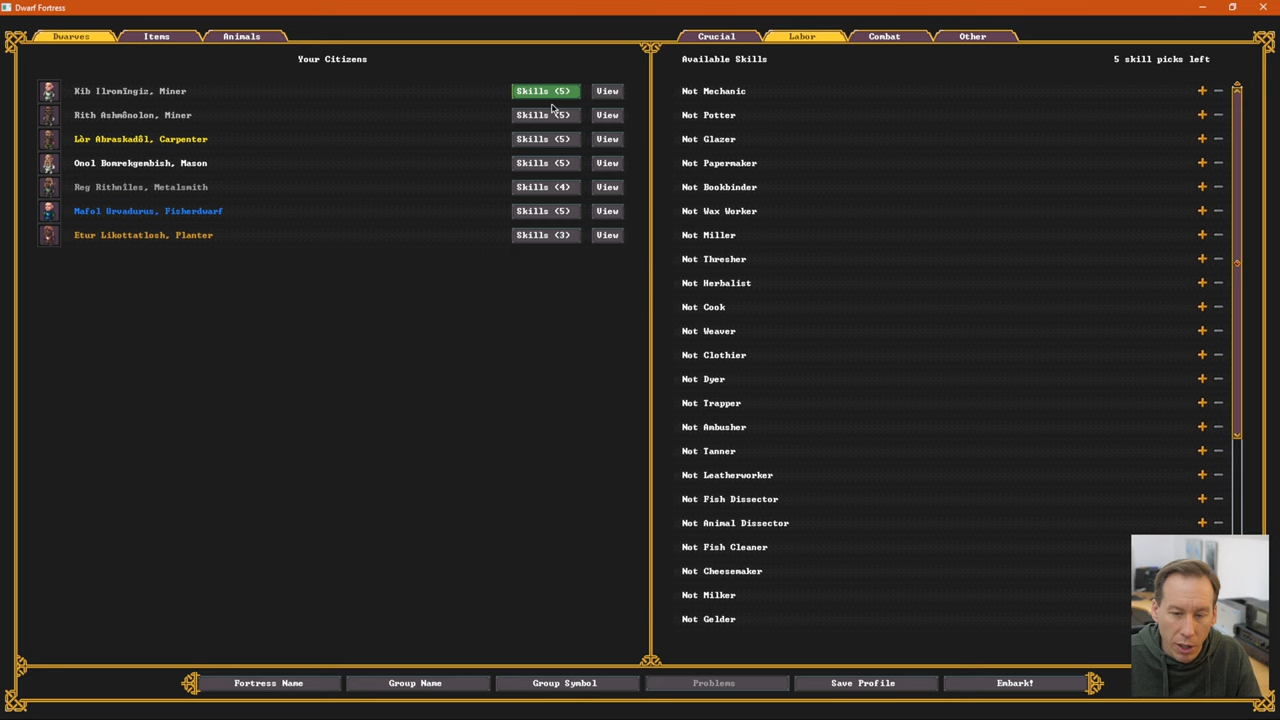 Dwarf Fortress
Dwarves
Items
Animals
Crucial
Labor
Combat
Other
Your Citizens
Available Skills
5 skill picks left
Kib Ilromîngiz, Miner
Skills (5)
View
Rith Ashmônolon, Miner
Skills (5)
View
Lòr Abraskadôl, Carpenter
Skills (5)
View
Onol Bomrekgembish, Mason
Skills (5)
View
Reg Rithnîles, Metalsmith
Skills (4)
View
Mafol Urvadurus, Fisherdwarf
Skills (5)
View
Etur Likottatlosh, Planter
Skills (3)
View
Not Mechanic
Not Potter
Not Glazer
Not Papermaker
Not Bookbinder
Not Wax Worker
Not Miller
Not Thresher
Not Herbalist
Not Cook
Not Weaver
Not Clothier
Not Dyer
Not Trapper
Not Ambusher
Not Tanner
Not Leatherworker
Not Fish Dissector
Not Animal Dissector
Not Fish Cleaner
Not Cheesemaker
Not Milker
Not Gelder
Fortress Name
Group Name
Group Symbol
Problems
Save Profile
Embark!